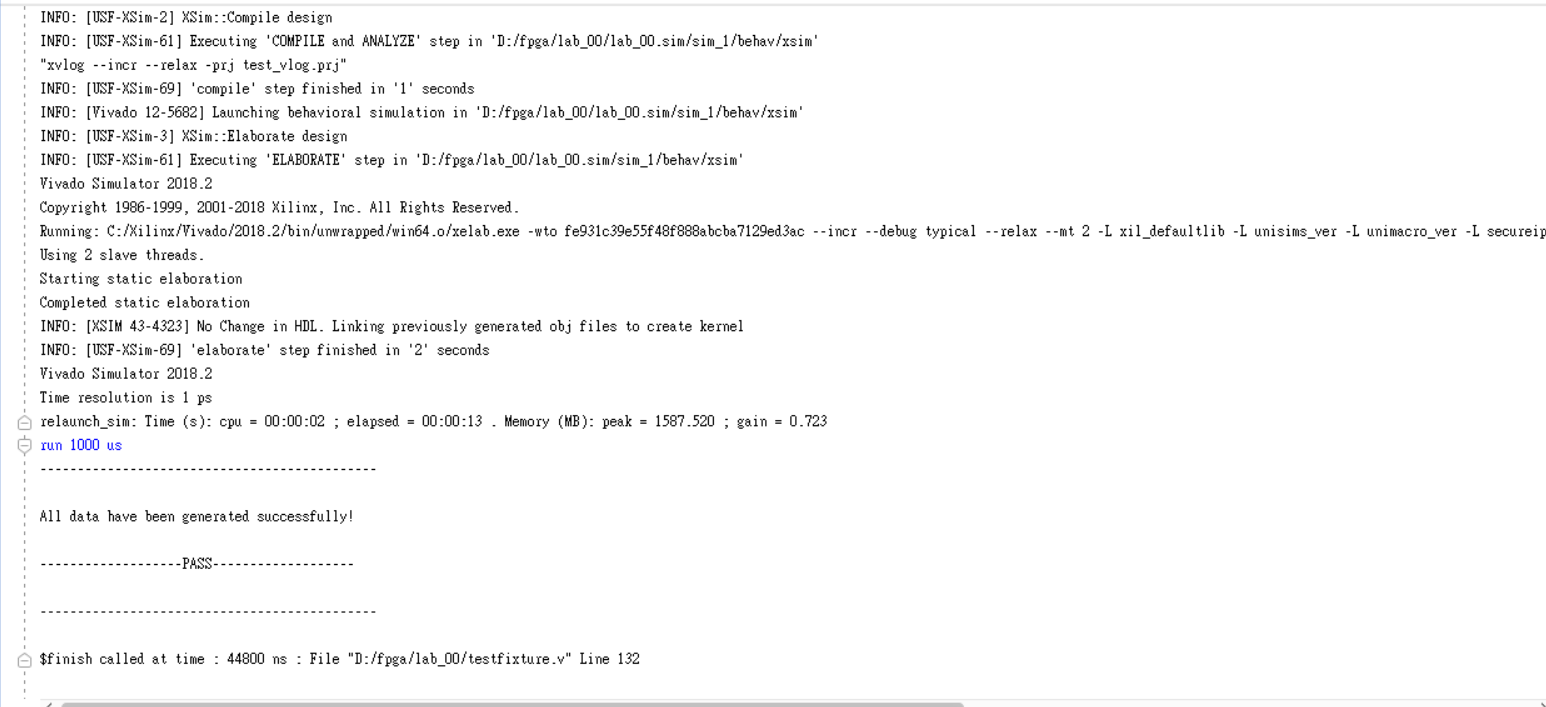 INFO: [USF-XSim-2] XSim::Compile design
INFO: [USF-XSim-61] Executing 'COMPILE and ANALYZE' step in 'D:/fpga/lab_00/lab_00.sim/sim_1/behav/xsim'
"xvlog --incr --relax -prj test_vlog.prj"
INFO: [USF-XSim-69] 'compile' step finished in '1' seconds
INFO: [Vivado 12-5682] Launching behavioral simulation in 'D:/fpga/lab_00/lab_00.sim/sim_1/behav/xsim'
INFO: [USF-XSim-3] XSim::Elaborate design
INFO: [USF-XSim-61] Executing 'ELABORATE' step in 'D:/fpga/lab_00/lab_00.sim/sim_1/behav/xsim'
Vivado Simulator 2018.2
Copyright 1986-1999, 2001-2018 Xilinx, Inc. All Rights Reserved.
Running: C:/Xilinx/Vivado/2018.2/bin/unwrapped/win64.o/xelab.exe -wto fe931c39e55f48f888abcba7129ed3ac --incr --debug typical --relax --mt 2 -L xil_defaultlib -L unisims_ver -L unimacro_ver -L secureip
Using 2 slave threads.
Starting static elaboration
Completed static elaboration
INFO: [XSIM 43-4323] No Change in HDL. Linking previously generated obj files to create kernel
INFO: [USF-XSim-69] 'elaborate' step finished in '2' seconds
Vivado Simulator 2018.2
Time resolution is 1 ps
relaunch_sim: Time (s): cpu = 00:00:02 ; elapsed = 00:00:13 . Memory (MB): peak = 1587.520 ; gain = 0.723
run 1000 us
---------------------------------------------
All data have been generated successfully!
-------------------PASS-------------------
---------------------------------------------
$finish called at time : 44800 ns : File "D:/fpga/lab_00/testfixture.v" Line 132